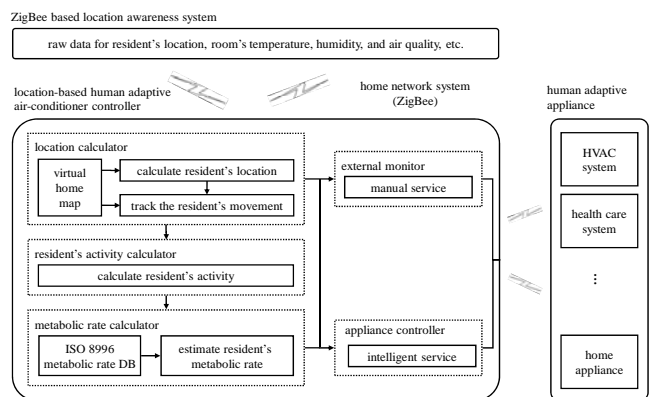 ZigBee based location awareness system
raw data for resident's location, room's temperature, humidity, and air quality, etc.
location-based human adaptive
air-conditioner controller
home network system
(ZigBee)
human adaptive
appliance
location calculator
virtual
home
map
calculate resident's location
track the resident's movement
external monitor
manual service
resident's activity calculator
calculate resident's activity
metabolic rate calculator
ISO 8996
metabolic rate DB
estimate resident's
metabolic rate
appliance controller
intelligent service
HVAC
system
health care
system
⋮
home
appliance